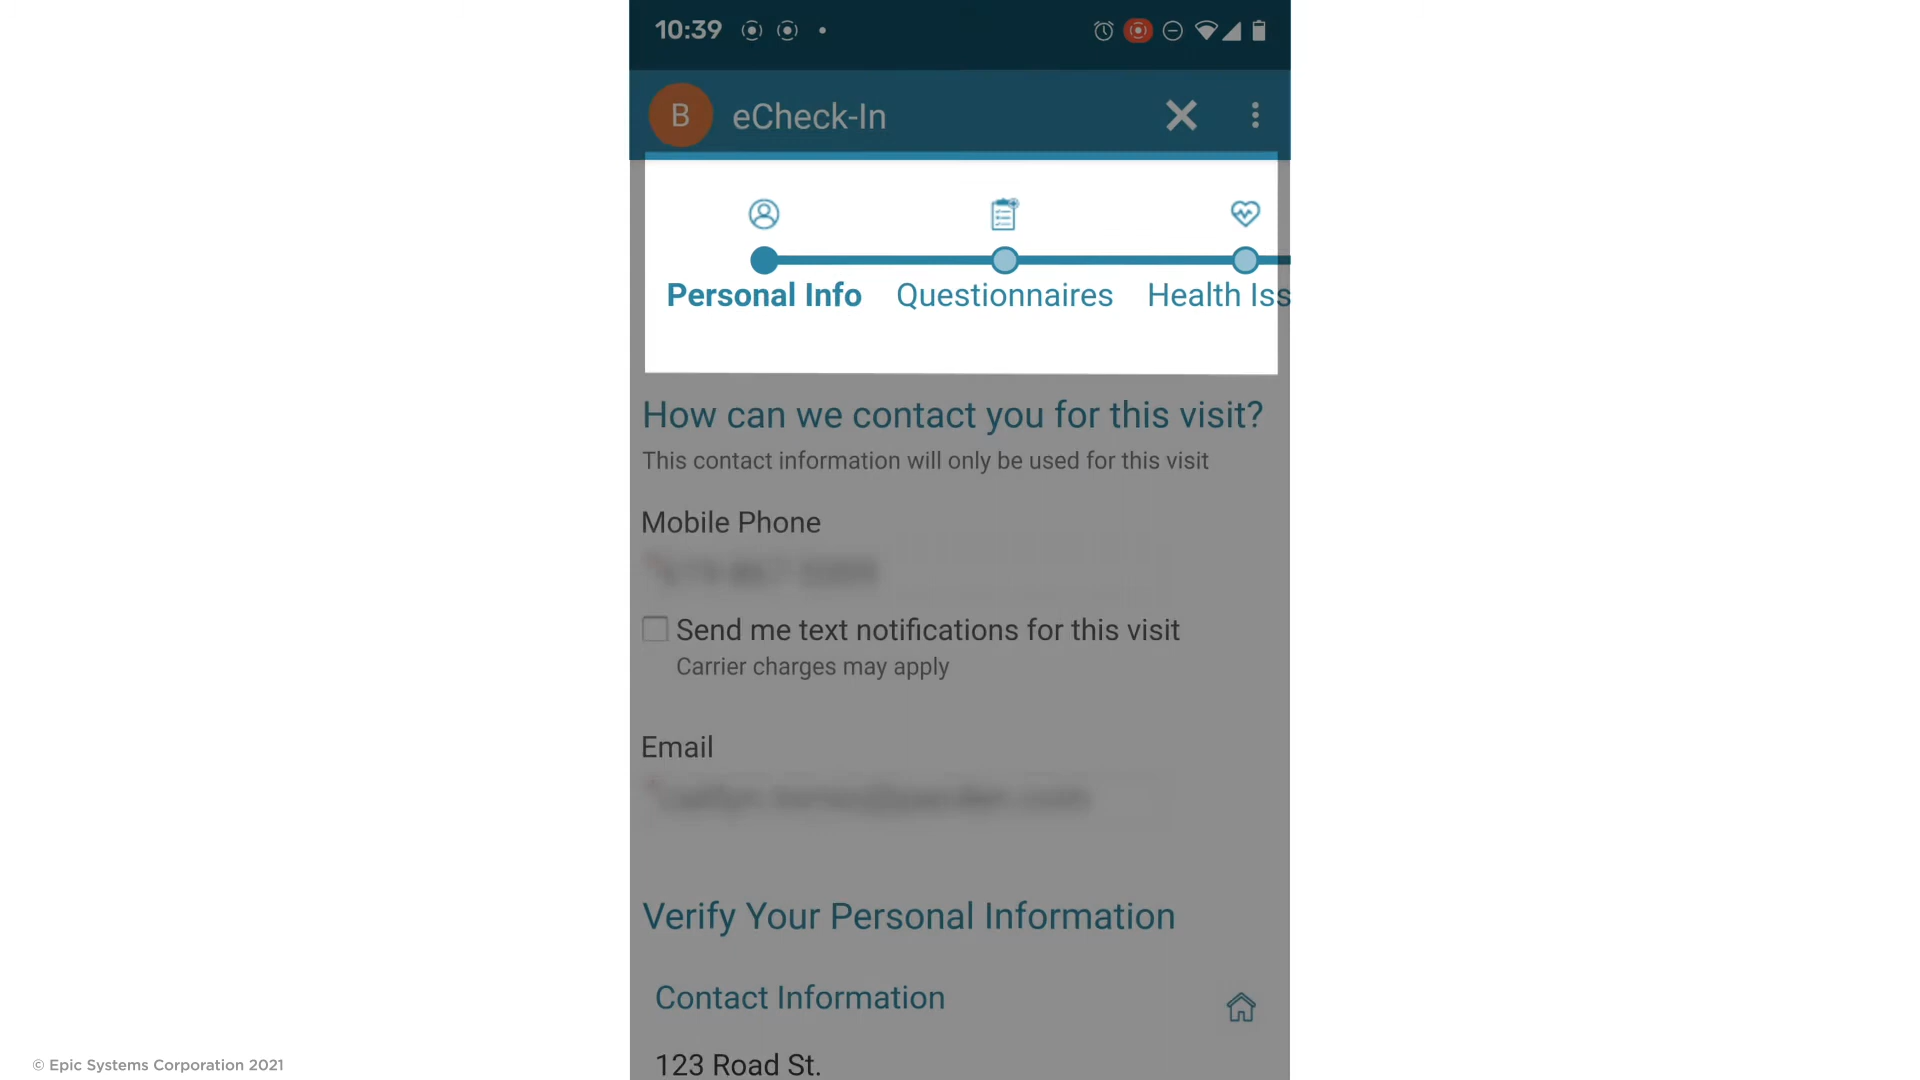 10:39
B
eCheck-In
Personal Info
Questionnaires
Health Iss
How can we contact you for this visit?
This contact information will only be used for this visit
Mobile Phone
Send me text notifications for this visit
Carrier charges may apply
Email
Verify Your Personal Information
Contact Information
123 Road St.
© Epic Systems Corporation 2021